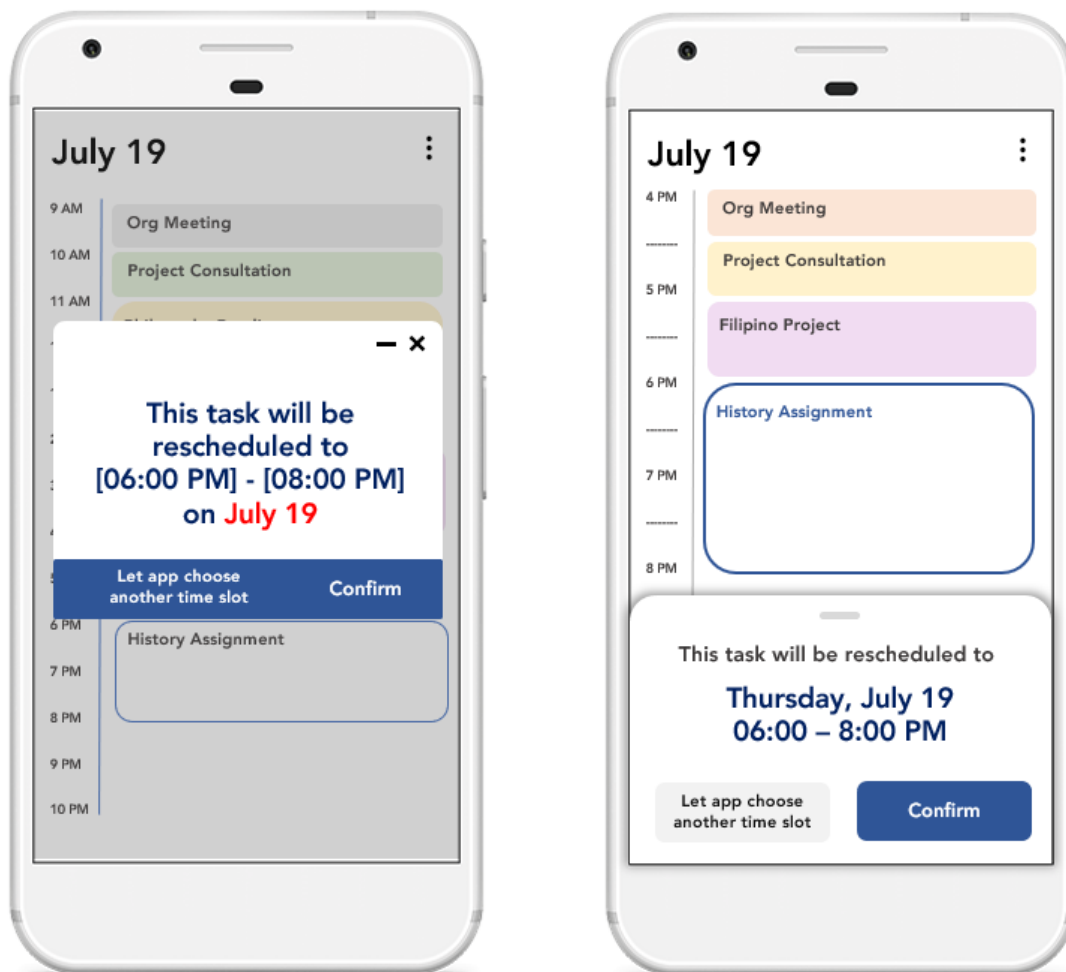 July 19
9 AM
Org Meeting
10 AM
Project Consultation
11 AM
This task will be
rescheduled to
[06:00 PM] - [08:00 PM]
on July 19
Let app choose
another time slot
Confirm
6 PM
History Assignment
7 PM
8 PM
9 PM
10 PM
July 19
4 PM
Org Meeting
Project Consultation
5 PM
Filipino Project
6 PM
History Assignment
7 PM
8 PM
This task will be rescheduled to
Thursday, July 19
06:00 – 8:00 PM
Let app choose
another time slot
Confirm